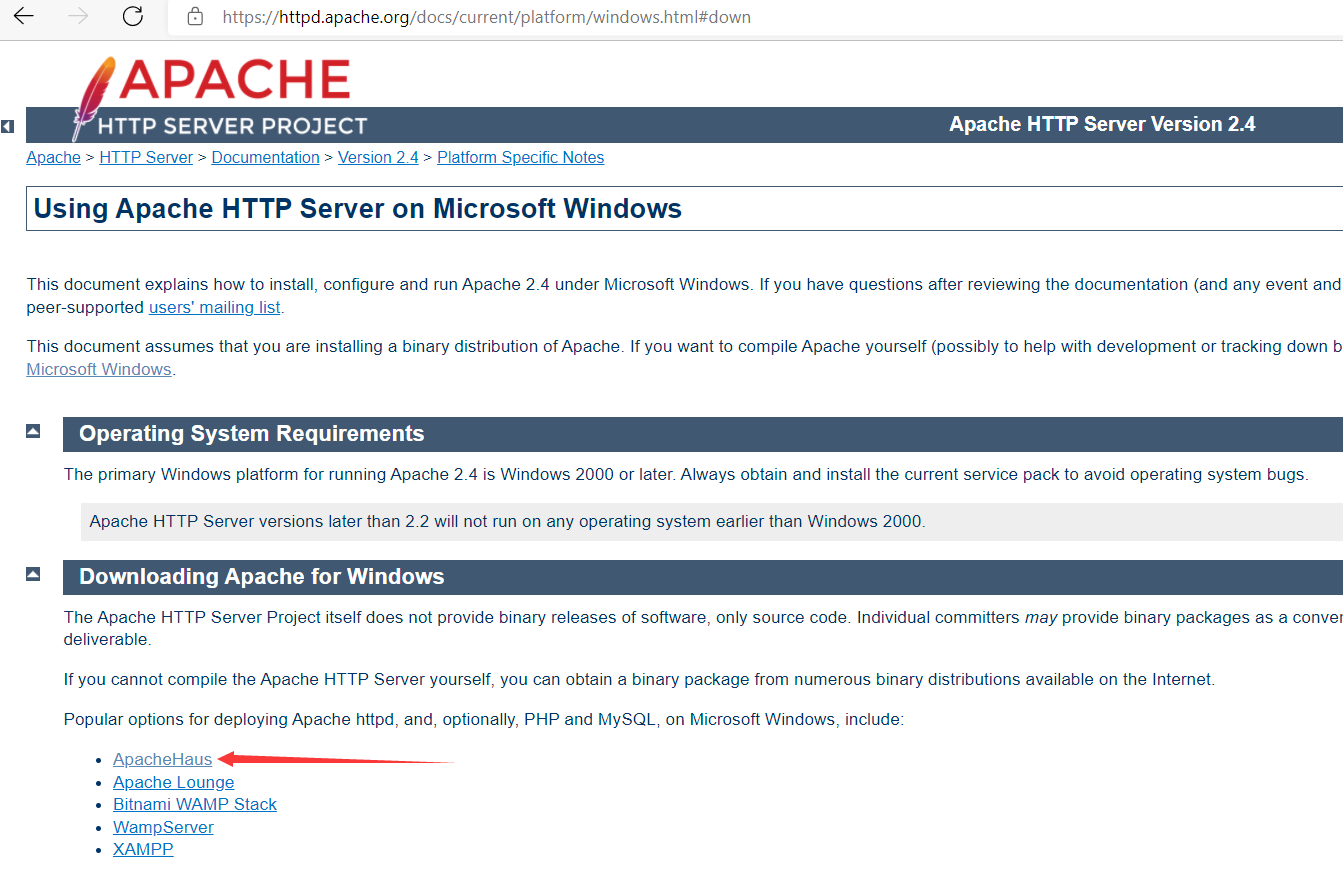 https://httpd.apache.org/docs/current/platform/windows.html#down
APACHE
HTTP SERVER PROJECT
Apache HTTP Server Version 2.4
Apache > HTTP Server > Documentation > Version 2.4 > Platform Specific Notes
Using Apache HTTP Server on Microsoft Windows
This document explains how to install, configure and run Apache 2.4 under Microsoft Windows. If you have questions after reviewing the documentation (and any event and
peer-supported users' mailing list.
This document assumes that you are installing a binary distribution of Apache. If you want to compile Apache yourself (possibly to help with development or tracking down b
Microsoft Windows.
Operating System Requirements
The primary Windows platform for running Apache 2.4 is Windows 2000 or later. Always obtain and install the current service pack to avoid operating system bugs.
Apache HTTP Server versions later than 2.2 will not run on any operating system earlier than Windows 2000.
Downloading Apache for Windows
The Apache HTTP Server Project itself does not provide binary releases of software, only source code. Individual committers may provide binary packages as a conver
deliverable.
If you cannot compile the Apache HTTP Server yourself, you can obtain a binary package from numerous binary distributions available on the Internet.
Popular options for deploying Apache httpd, and, optionally, PHP and MySQL, on Microsoft Windows, include:
• ApacheHaus
• Apache Lounge
• Bitnami WAMP Stack
• WampServer
• XAMPP